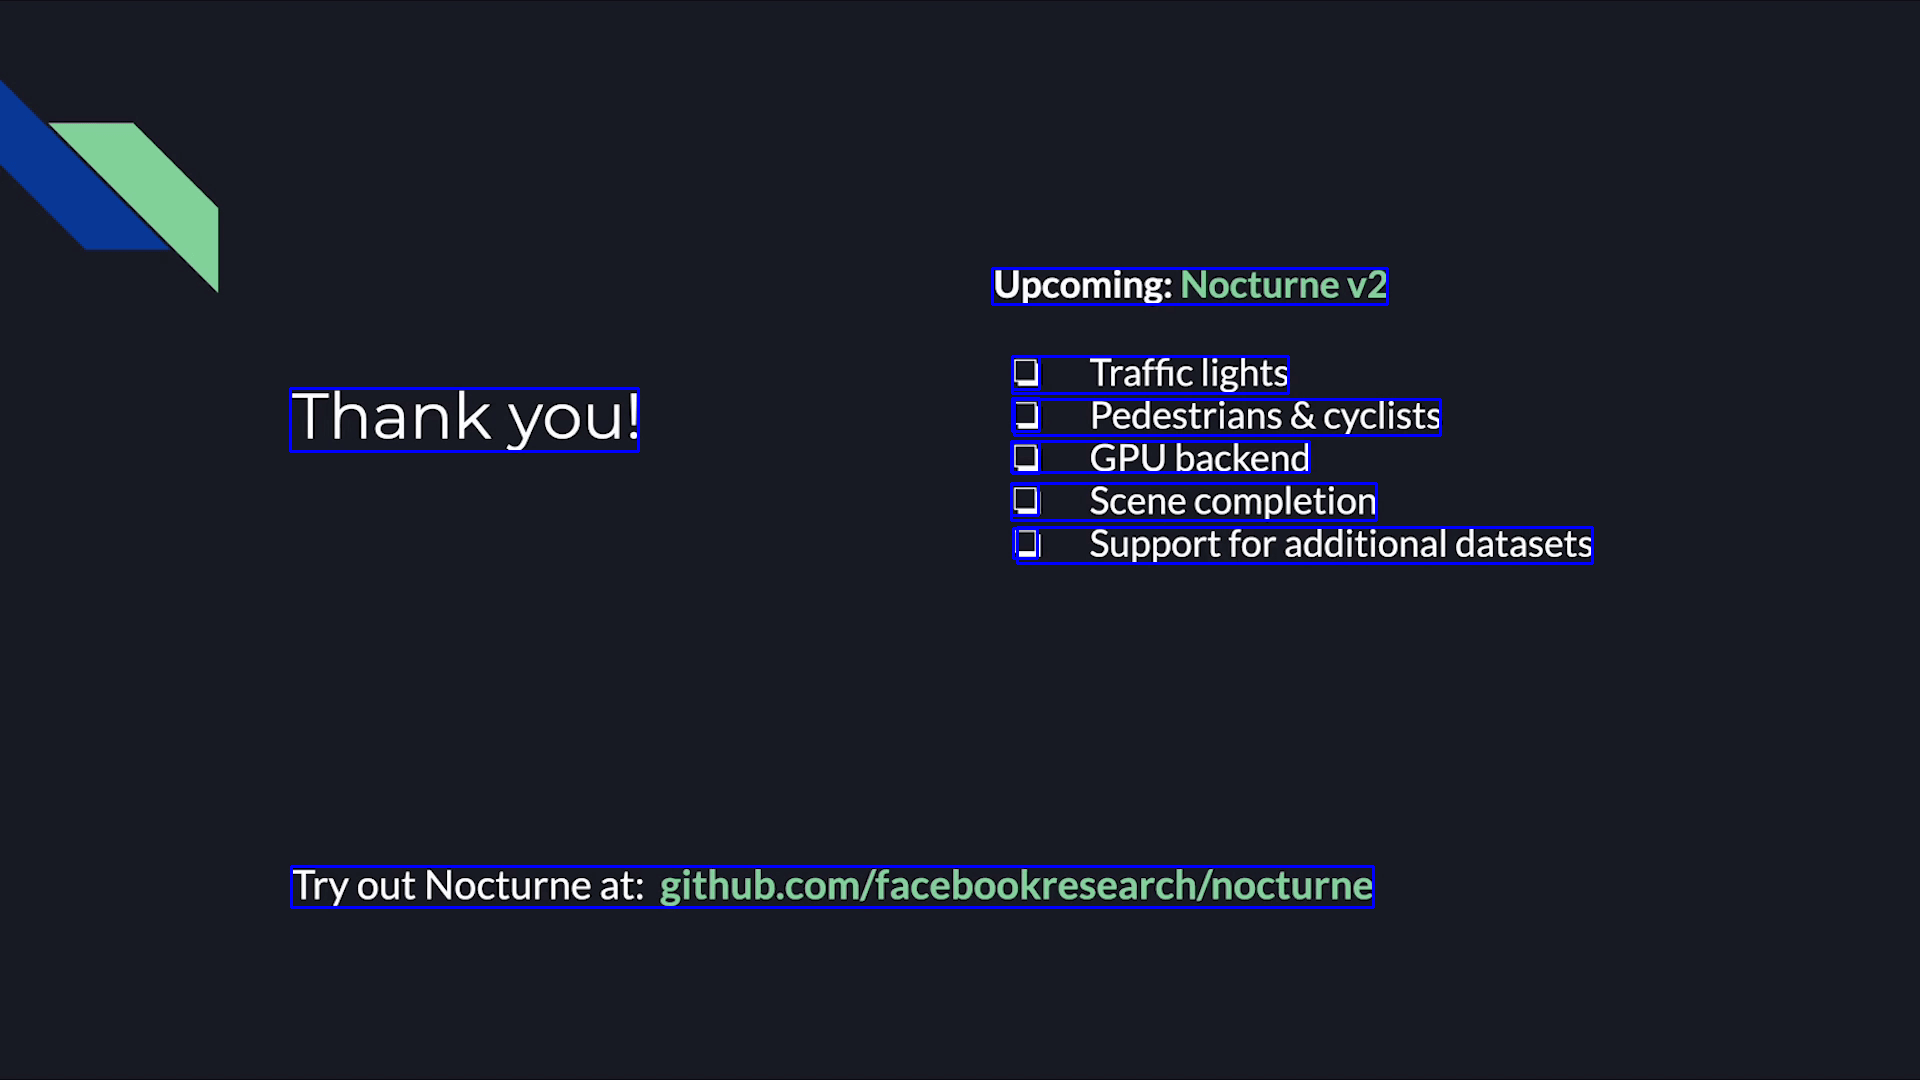 Thank you!
Upcoming: Nocturne v2
❏ Traffic lights
❏ Pedestrians & cyclists
❏ GPU backend
❏ Scene completion
❏ Support for additional datasets
Try out Nocturne at: github.com/facebookresearch/nocturne